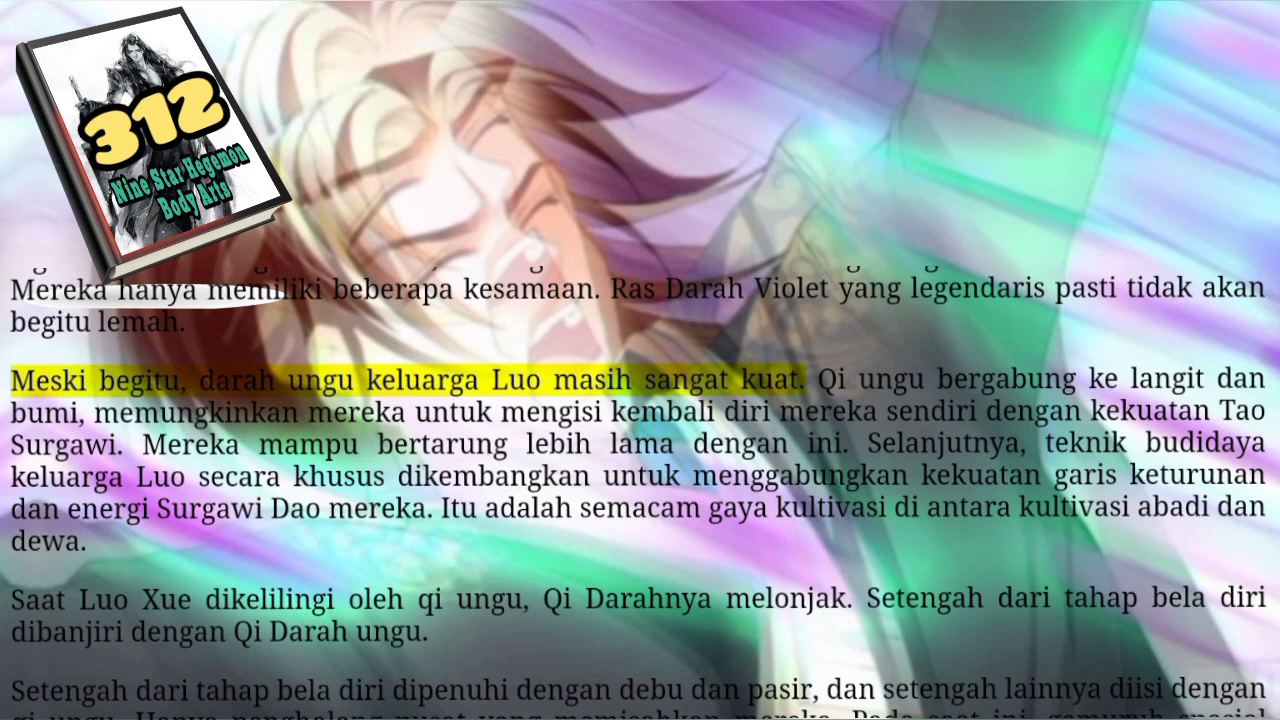 312
Nine Star Hegemon
Body Arts
Mereka hanya memiliki beberapa kesamaan. Ras Darah Violet yang legendaris pasti tidak akan
begitu lemah.
Meski begitu, darah ungu keluarga Luo masih sangat kuat. Qi ungu bergabung ke langit dan
bumi, memungkinkan mereka untuk mengisi kembali diri mereka sendiri dengan kekuatan Tao
Surgawi. Mereka mampu bertarung lebih lama dengan ini. Selanjutnya, teknik budidaya
keluarga Luo secara khusus dikembangkan untuk menggabungkan kekuatan garis keturunan
dan energi Surgawi Dao mereka. Itu adalah semacam gaya kultivasi di antara kultivasi abadi dan
dewa.
Saat Luo Xue dikelilingi oleh qi ungu, Qi Darahnya melonjak. Setengah dari tahap bela diri
dibanjiri dengan Qi Darah ungu.
Setengah dari tahap bela diri dipenuhi dengan debu dan pasir, dan setengah lainnya diisi dengan